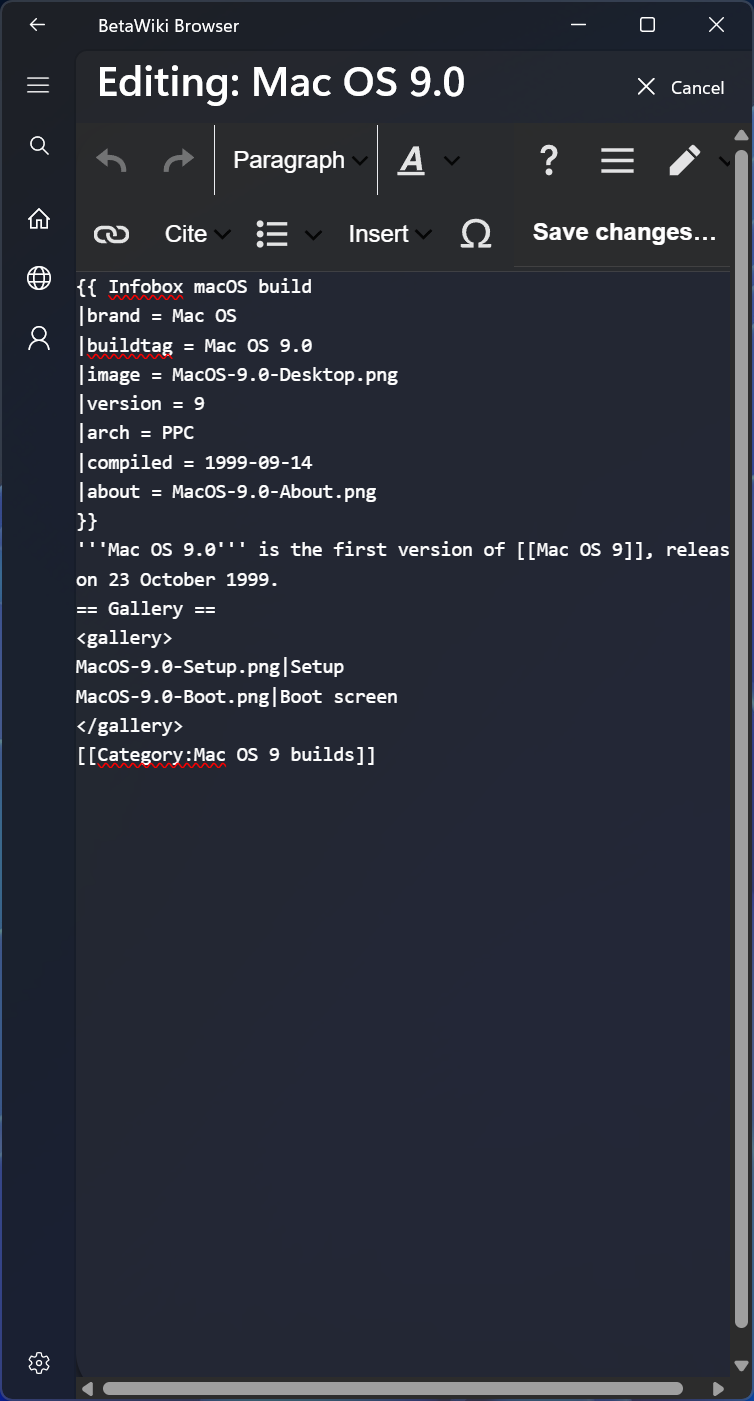 BetaWiki Browser
Editing: Mac OS 9.0
Cancel
Paragraph
A
?
Cite
Insert
Ω
Save changes...
{{ Infobox macOS build
|brand = Mac OS
|buildtag = Mac OS 9.0
|image = MacOS-9.0-Desktop.png
|version = 9
|arch = PPC
|compiled = 1999-09-14
|about = MacOS-9.0-About.png
}}
'''Mac OS 9.0''' is the first version of [[Mac OS 9]], releas
on 23 October 1999.
== Gallery ==
<gallery>
MacOS-9.0-Setup.png|Setup
MacOS-9.0-Boot.png|Boot screen
</gallery>
[[Category:Mac OS 9 builds]]